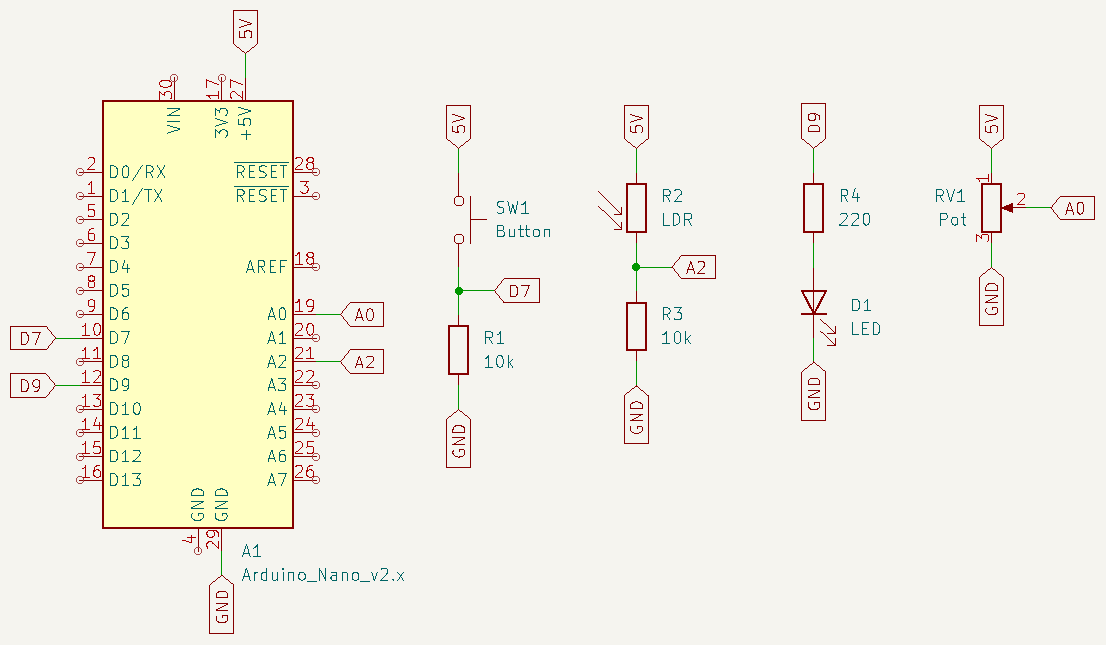 5V
30
17
27
VIN
3V3
+5V
2 D0/RX
RESET 28
1 D1/TX
RESET 3
5 D2
6 D3
7 D4
AREF 18
8 D5
9 D6
A0 19
A0
D7
10 D7
A1 20
11 D8
A2 21
A2
D9
12 D9
A3 22
13 D10
A4 23
14 D11
A5 24
15 D12
A6 25
16 D13
A7 26
GND
GND
4
29
A1
Arduino_Nano_v2.x
GND
5V
SW1
Button
D7
R1
10k
GND
5V
R2
LDR
A2
R3
10k
GND
D9
R4
220
D1
LED
GND
5V
1
RV1
Pot
2
A0
3
GND